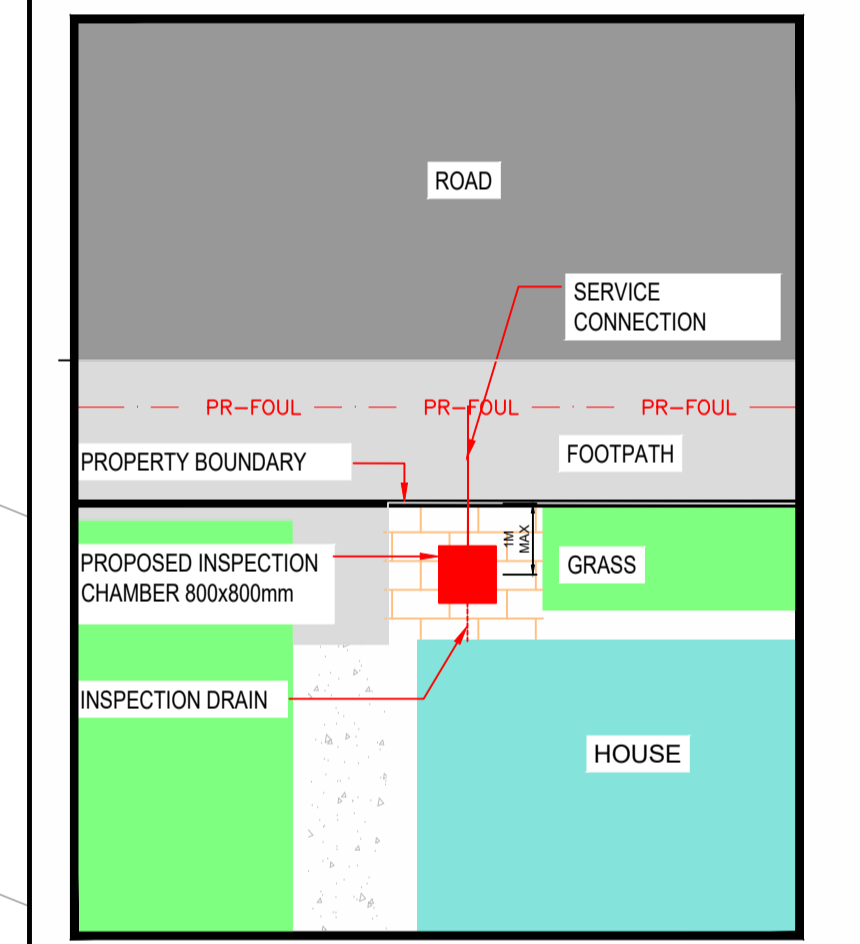 ROAD
SERVICE
CONNECTION
PR-FOUL PR-FOUL PR-FOUL
FOOTPATH
PROPERTY BOUNDARY
1M
MAX
PROPOSED INSPECTION
CHAMBER 800x800mm
GRASS
INSPECTION DRAIN
HOUSE